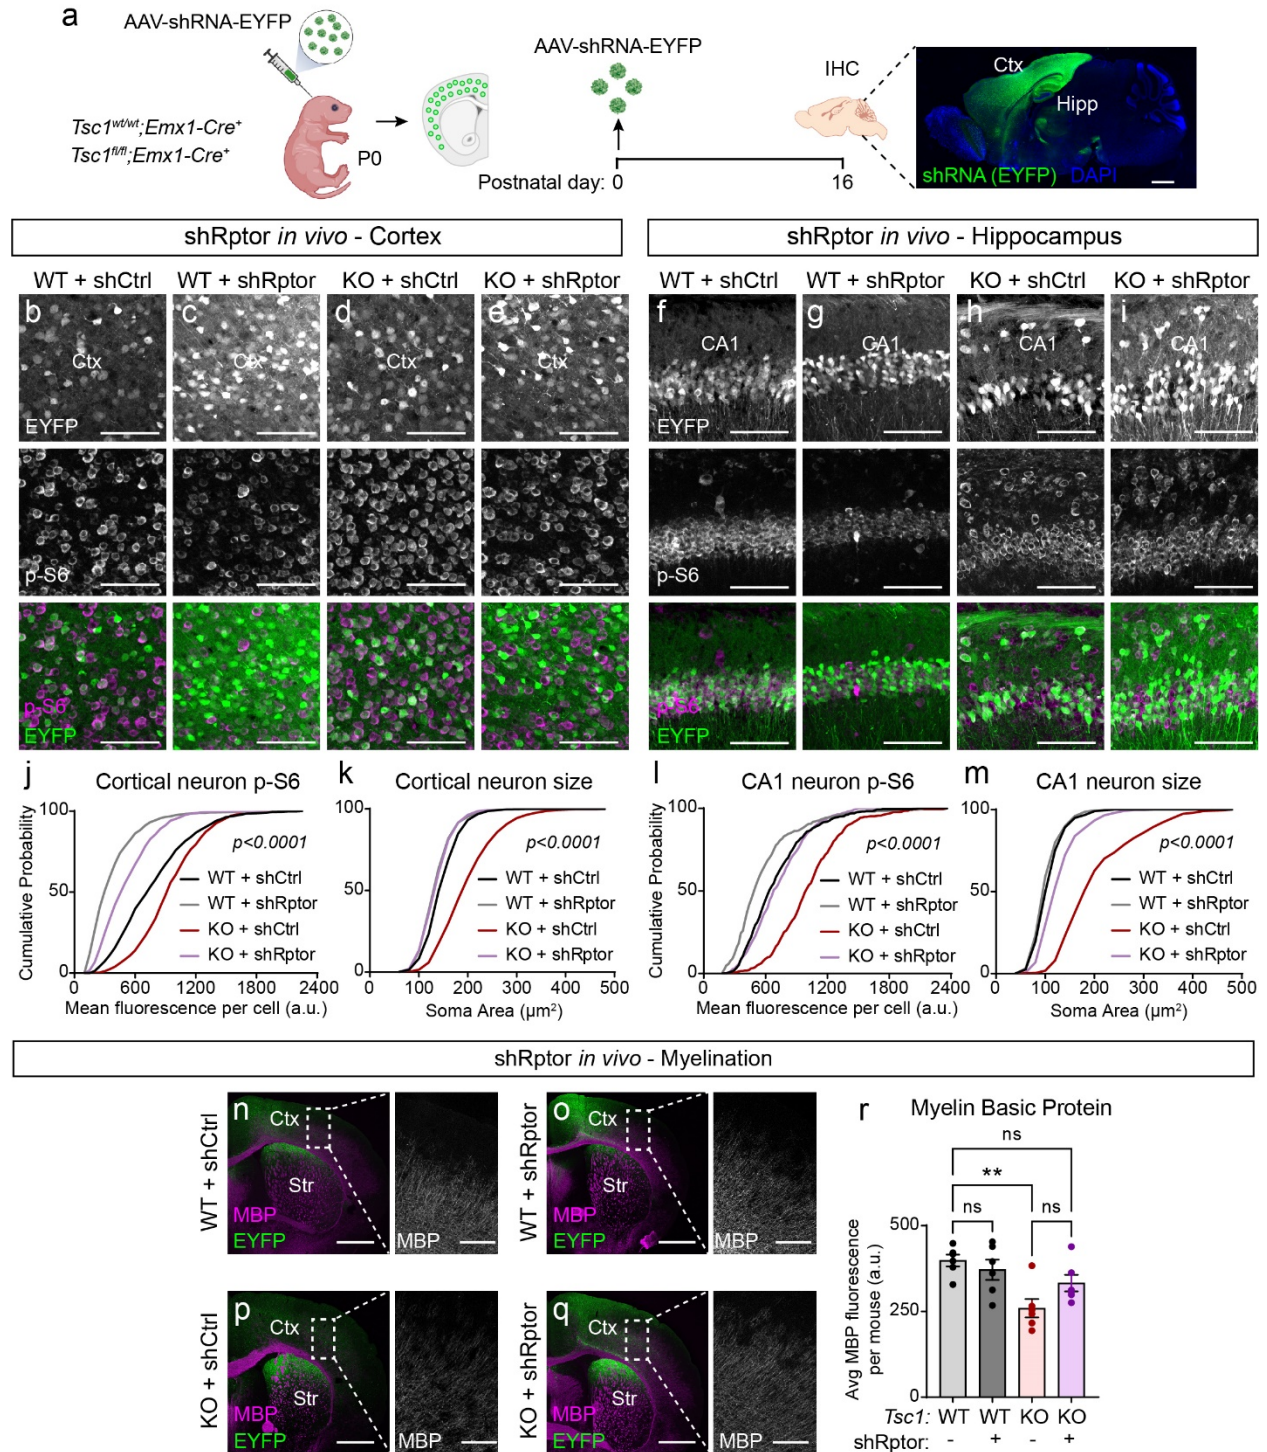 a
AAV-shRNA-EYFP
Tsc1wt/wt;Emx1-Cre+
Tsc1fl/fl;Emx1-Cre+
P0
AAV-shRNA-EYFP
Postnatal day: 0 16
IHC
Ctx
Hipp
shRNA (EYFP) DAPI
shRptor in vivo - Cortex
WT + shCtrl WT + shRptor KO + shCtrl KO + shRptor
b c d e
Ctx Ctx Ctx Ctx
EYFP
p-S6
p-S6
EYFP
shRptor in vivo - Hippocampus
WT + shCtrl WT + shRptor KO + shCtrl KO + shRptor
f g h i
CA1 CA1 CA1 CA1
EYFP
p-S6
p-S6
EYFP
j Cortical neuron p-S6
Cumulative Probability
100
50
0
p<0.0001
WT + shCtrl
WT + shRptor
KO + shCtrl
KO + shRptor
0 600 1200 1800 2400
Mean fluorescence per cell (a.u.)
k Cortical neuron size
100
50
0
p<0.0001
WT + shCtrl
WT + shRptor
KO + shCtrl
KO + shRptor
0 100 200 300 400 500
Soma Area (µm²)
l CA1 neuron p-S6
Cumulative Probability
100
50
0
p<0.0001
WT + shCtrl
WT + shRptor
KO + shCtrl
KO + shRptor
0 600 1200 1800 2400
Mean fluorescence per cell (a.u.)
m CA1 neuron size
100
50
0
p<0.0001
WT + shCtrl
WT + shRptor
KO + shCtrl
KO + shRptor
0 100 200 300 400 500
Soma Area (µm²)
shRptor in vivo - Myelination
WT + shCtrl
n
Ctx
Str
MBP
EYFP
MBP
WT + shRptor
o
Ctx
Str
MBP
EYFP
MBP
KO + shCtrl
p
Ctx
Str
MBP
EYFP
MBP
KO + shRptor
q
Ctx
Str
MBP
EYFP
MBP
r Myelin Basic Protein
ns
**
ns ns
Avg MBP fluorescence
per mouse (a.u.)
500
250
0
Tsc1: WT WT KO KO
shRptor: - + - +